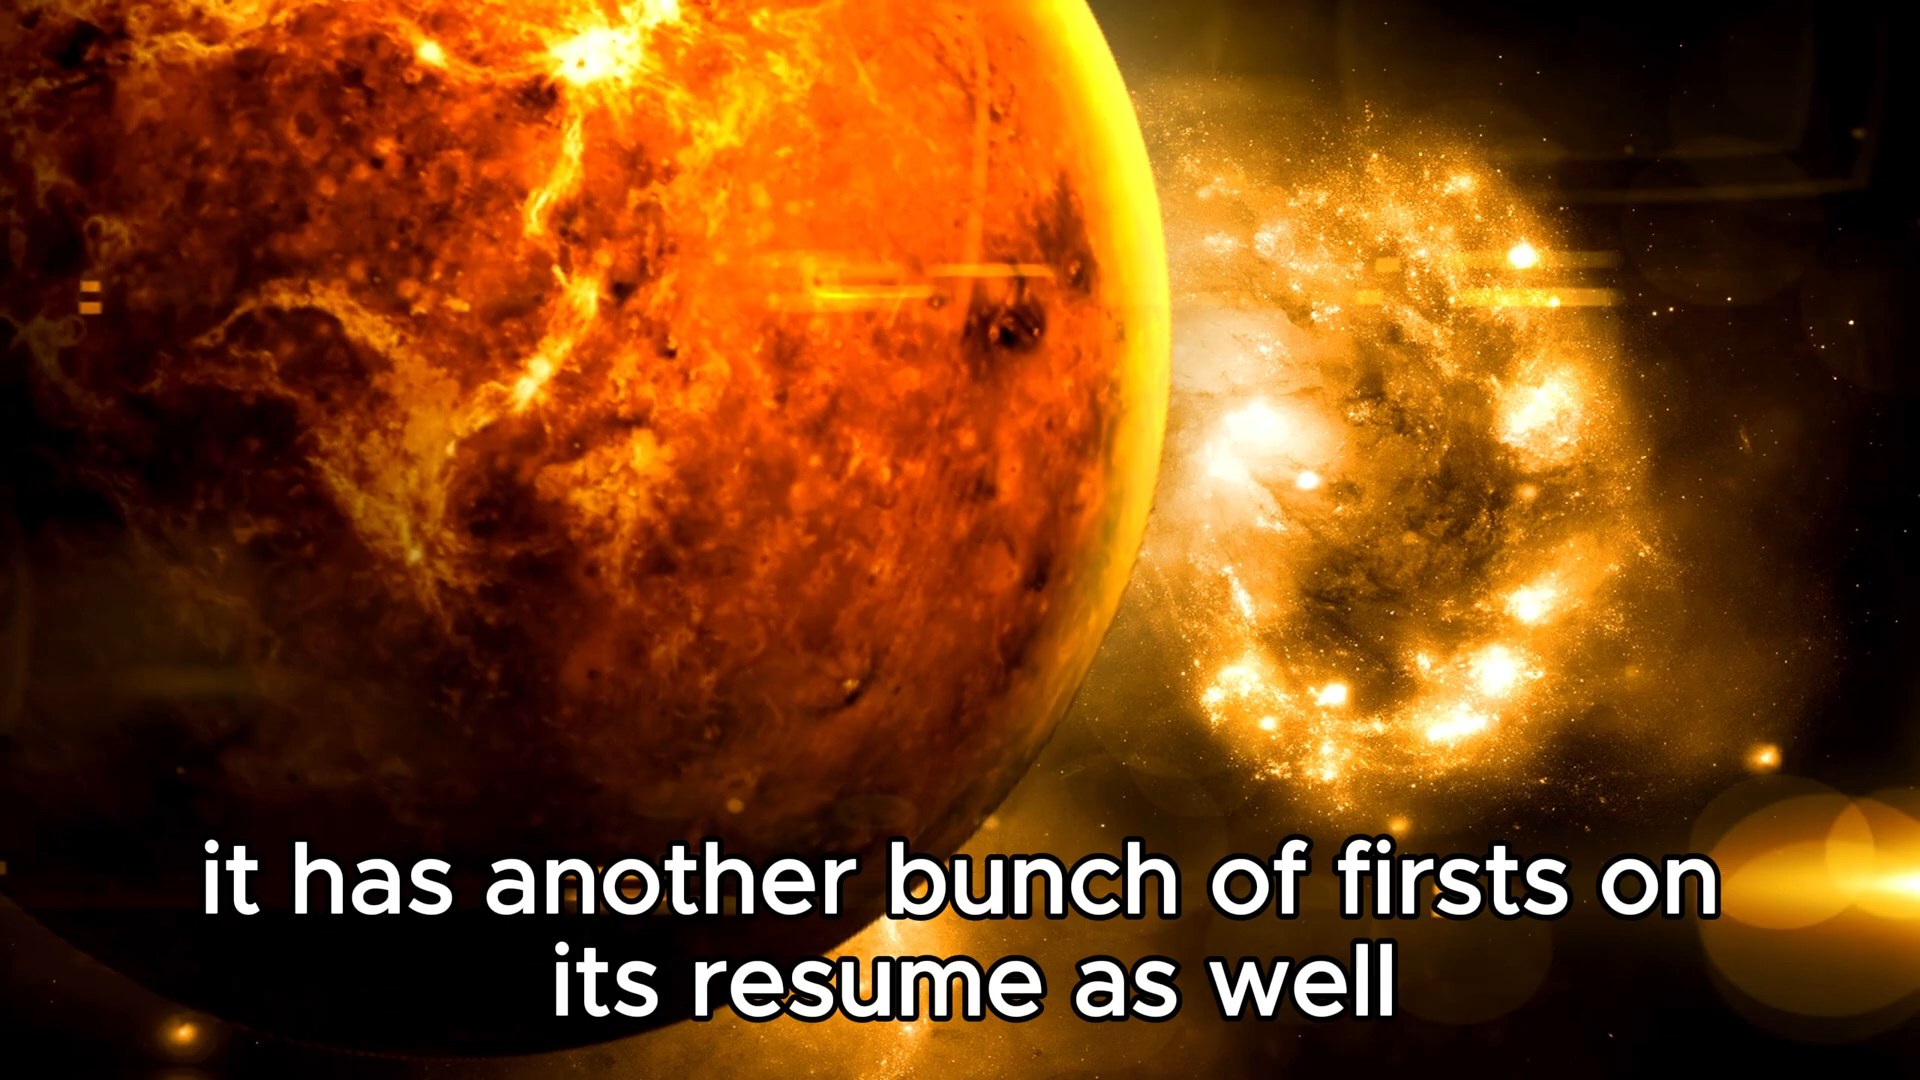 it has another bunch of firsts on
its resume as well